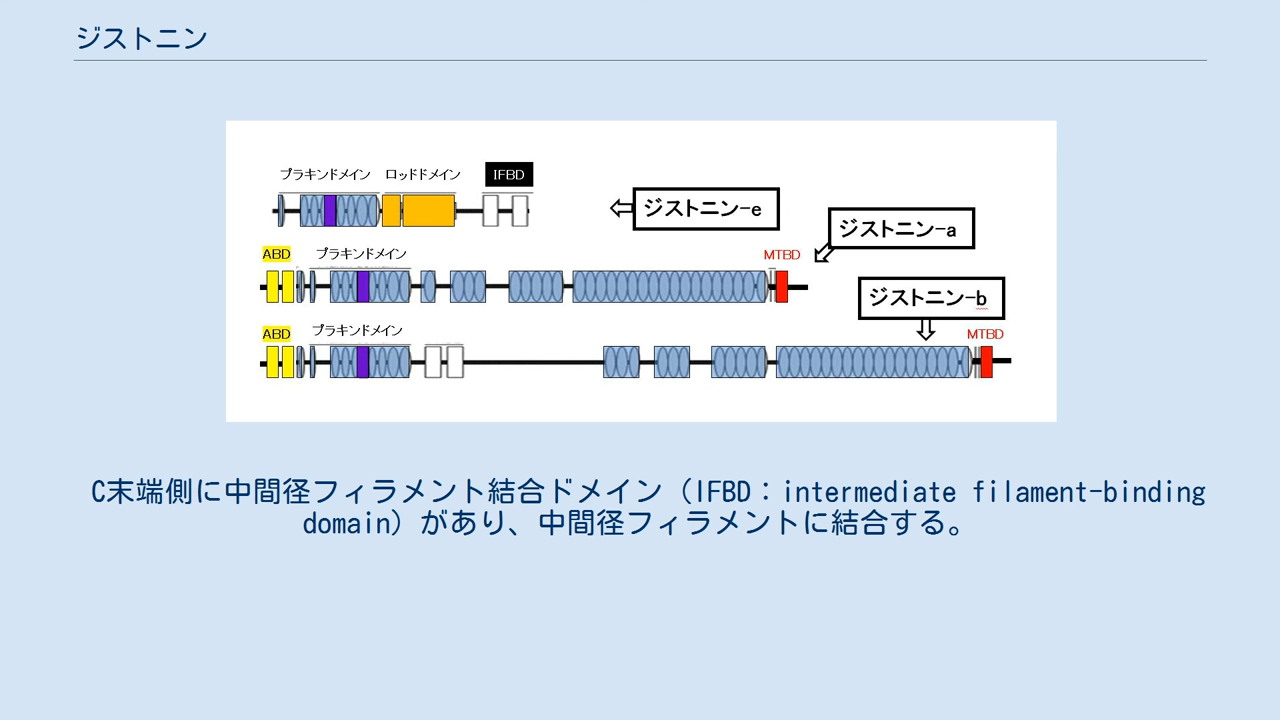 ジストニン
プラキンドメイン ロッドドメイン IFBD
ジストニン-e
ジストニン-a
ABD プラキンドメイン MTBD
ジストニン-b
ABD プラキンドメイン MTBD
C末端側に中間径フィラメント結合ドメイン（IFBD：intermediate filament-binding
domain）があり、中間径フィラメントに結合する。